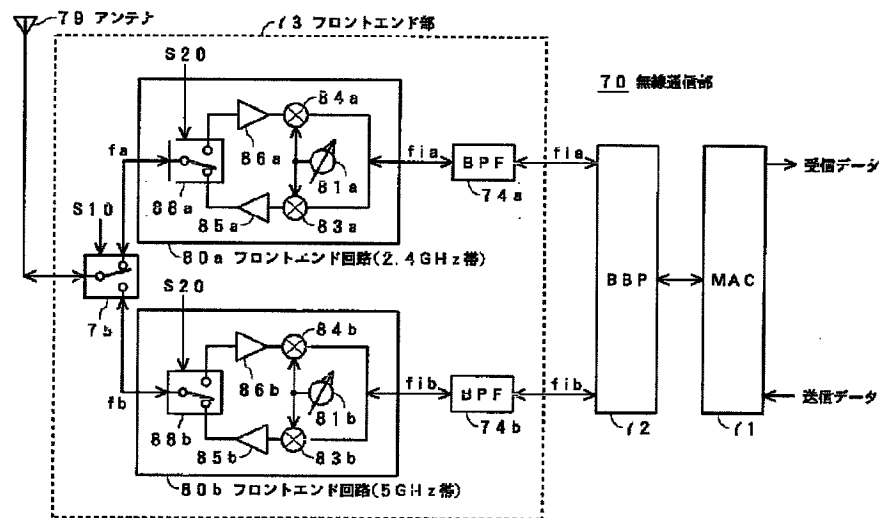 79 アンテナ
73 フロントエンド部
S20
84a
70 無線通信部
86a
fa
fia
BPF
fia
81a
受信データ
88a
74a
85a
83a
S10
80a フロントエンド回路(2.4GHz帯)
BBP
MAC
S20
75
84b
86b
fib
BPF
fib
fb
81b
送信データ
88b
74b
72
71
85b
83b
80b フロントエンド回路(5GHz帯)